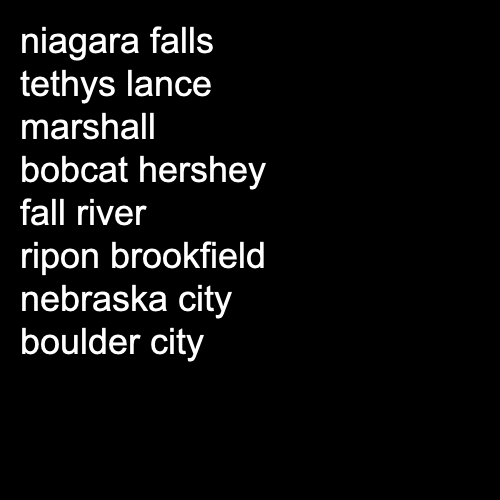 niagara falls
tethys lance
marshall
bobcat hershey
fall river
ripon brookfield
nebraska city
boulder city